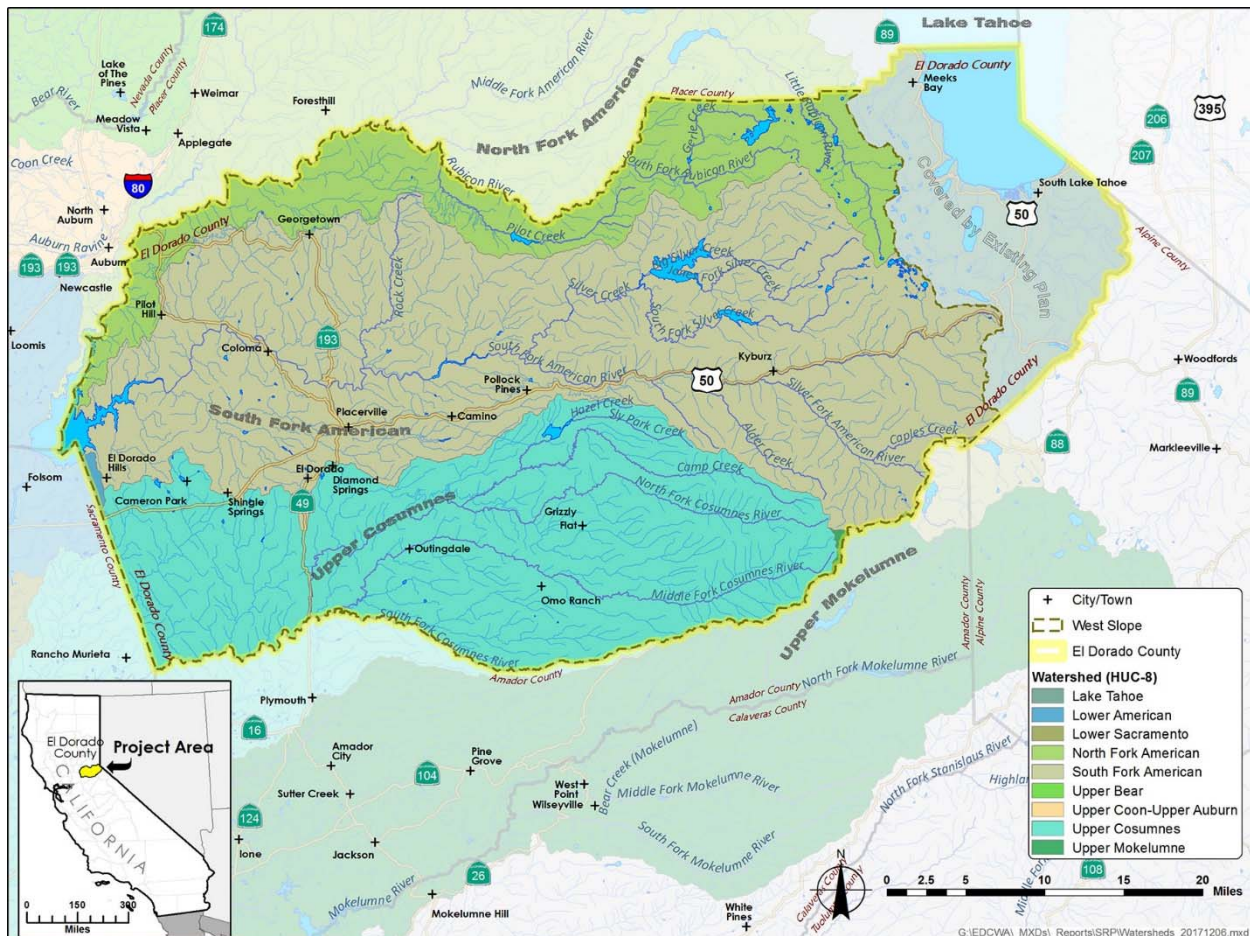 174
Lake
of The
Pines
Nevada County
Placer County
Weimar
Bear River
Meadow
Vista
Applegate
Foresthill
Middle Fork American River
North Fork American
Placer County
Lake Tahoe
89
El Dorado County
Meeks
Bay
395
206
207
Coon Creek
80
North
Auburn
Auburn Ravine
Auburn
193
193
Newcastle
El Dorado County
Georgetown
Rubicon River
Pilot Creek
Gerle Creek
South Fork Rubicon River
Little Rubicon River
South Lake Tahoe
50
Covered by Existing Plan
Alpine County
Loomis
Pilot
Hill
Coloma
Rock Creek
193
Silver Creek
South Fork Silver Creek
South Fork American River
Pollock
Pines
Kyburz
50
Woodfords
89
South Fork American
Placerville
Camino
Hazel Creek
Sly Park Creek
Alder Creek
Silver Fork American River
Caples Creek
El Dorado County
88
Markleeville
Folsom
El Dorado
Hills
Cameron Park
Shingle
Springs
El Dorado
Diamond
Springs
49
Camp Creek
North Fork Cosumnes River
Sacramento County
El Dorado County
Upper Cosumnes
Grizzly
Flat
Outingdale
Omo Ranch
Middle Fork Cosumnes River
South Fork Cosumnes River
Upper Mokelumne
Amador County
Alpine County
Rancho Murieta
Amador County
Plymouth
16
Amador County
Calaveras County
North Fork Mokelumne River
Amador
City
Pine
Grove
104
Sutter Creek
West
Point
Wilseyville
Bear Creek (Mokelumne)
Middle Fork Mokelumne River
South Fork Mokelumne River
North Fork Stanislaus River
124
Ione
Jackson
26
Mokelumne River
Mokelumne Hill
White
Pines
Calaveras County
Tuolumne County
108
El Dorado
County
Project Area
CALIFORNIA
0 150 300
Miles
City/Town
West Slope
El Dorado County
Watershed (HUC-8)
Lake Tahoe
Lower American
Lower Sacramento
North Fork American
South Fork American
Upper Bear
Upper Coon-Upper Auburn
Upper Cosumnes
Upper Mokelumne
N
0 5 10 15 20
Miles
G:\EDCWA\_MXDs\_Reports\SRP\Watersheds_20171206.mxd